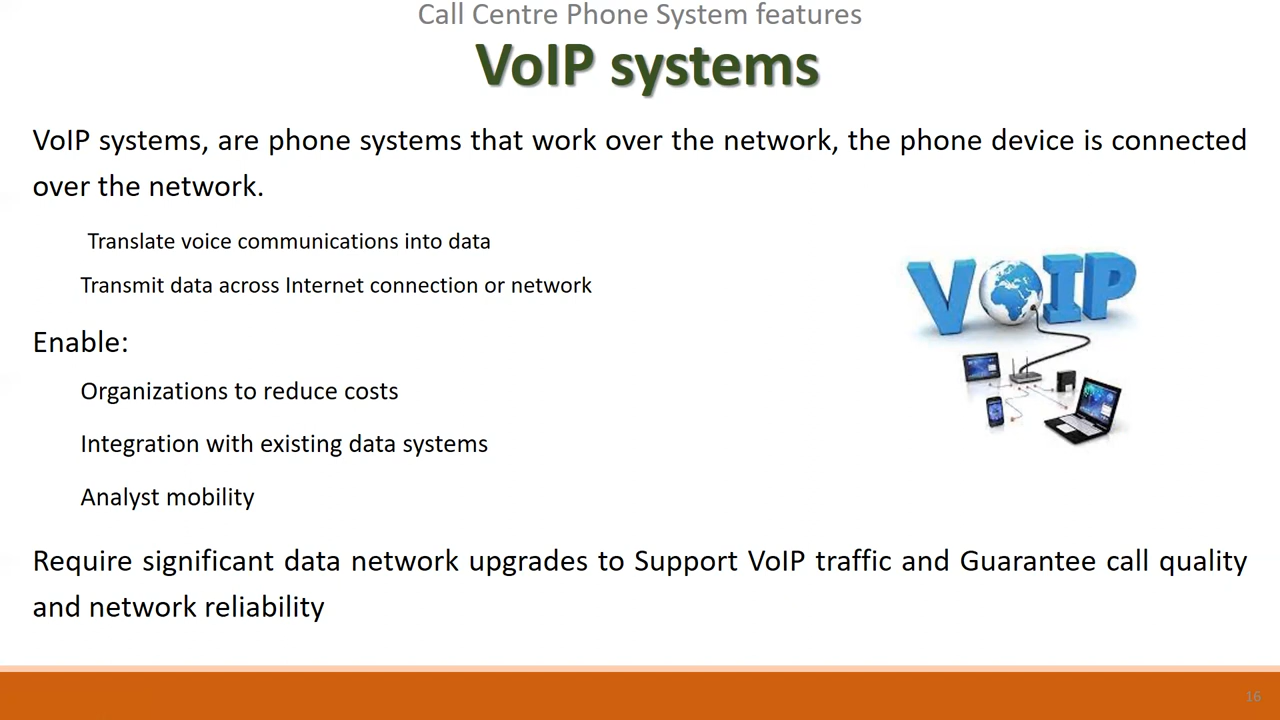 Call Centre Phone System features
VoIP systems
VoIP systems, are phone systems that work over the network, the phone device is connected
over the network.
Translate voice communications into data
Transmit data across Internet connection or network
VOIP
Enable:
Organizations to reduce costs
Integration with existing data systems
Analyst mobility
Require significant data network upgrades to Support VoIP traffic and Guarantee call quality
and network reliability
16